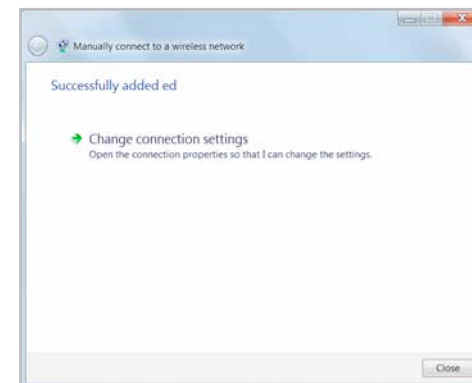 Manually connect to a wireless network
Successfully added ed
Change connection settings
Open the connection properties so that I can change the settings.
Close